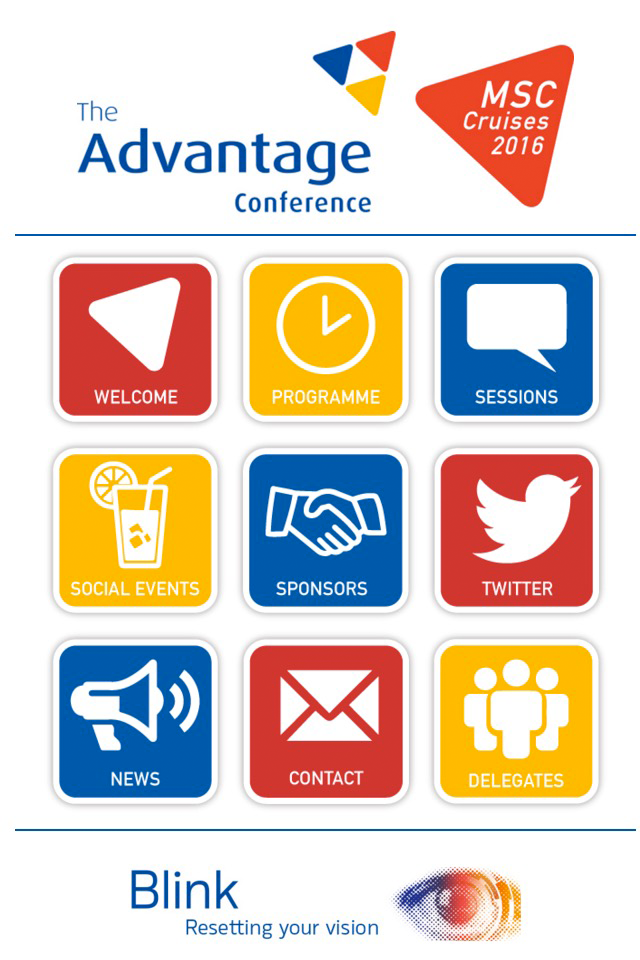 The
Advantage
Conference
MSC
Cruises
2016
WELCOME
PROGRAMME
SESSIONS
SOCIAL EVENTS
SPONSORS
TWITTER
NEWS
CONTACT
DELEGATES
Blink
Resetting your vision